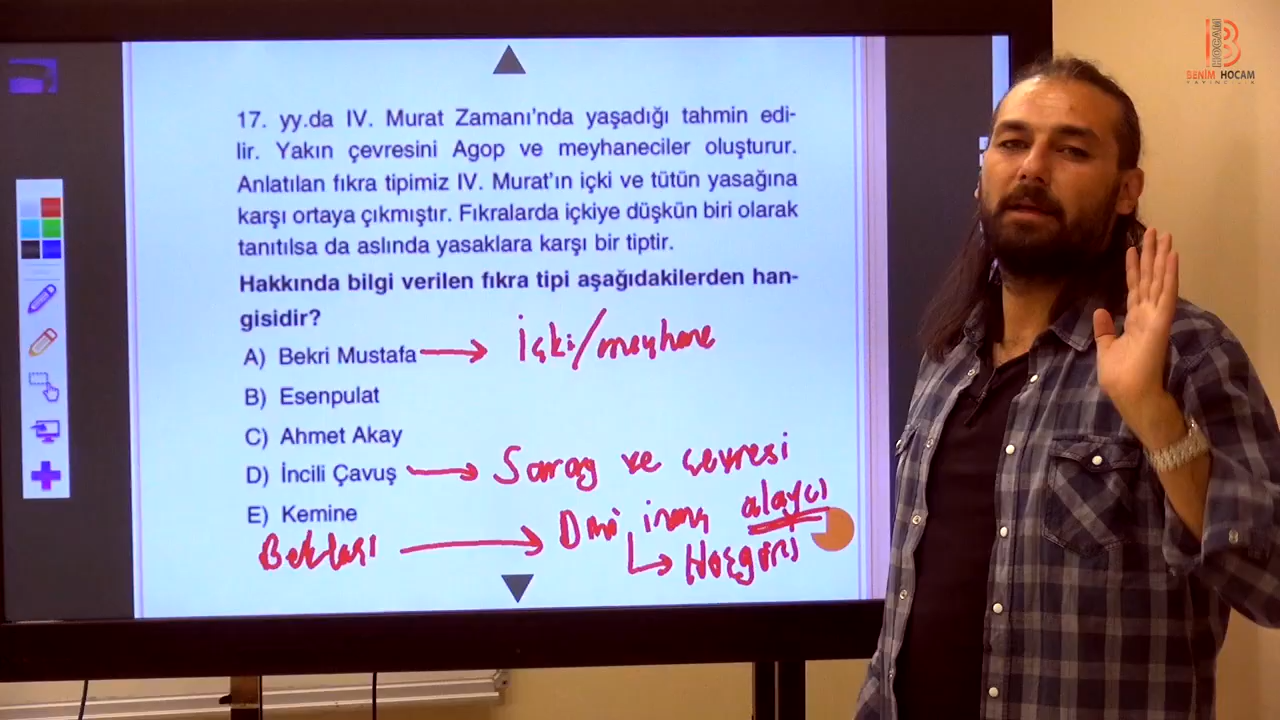 BENİM HOCAM
YAYINCILIK
17. yy.da IV. Murat Zamanı'nda yaşadığı tahmin edi-
lir. Yakın çevresini Agop ve meyhaneciler oluşturur.
Anlatılan fıkra tipimiz IV. Murat'ın içki ve tütün yasağına
karşı ortaya çıkmıştır. Fıkralarda içkiye düşkün biri olarak
tanıtılsa da aslında yasaklara karşı bir tiptir.
Hakkında bilgi verilen fıkra tipi aşağıdakilerden han-
gisidir?
A) Bekri Mustafa → İçki/meyhane
B) Esenpulat
C) Ahmet Akay
D) İncili Çavuş → Saray ve çevresi
E) Kemine
Bektaşi → Dini inanç alaycı
↳ Hoşgörü